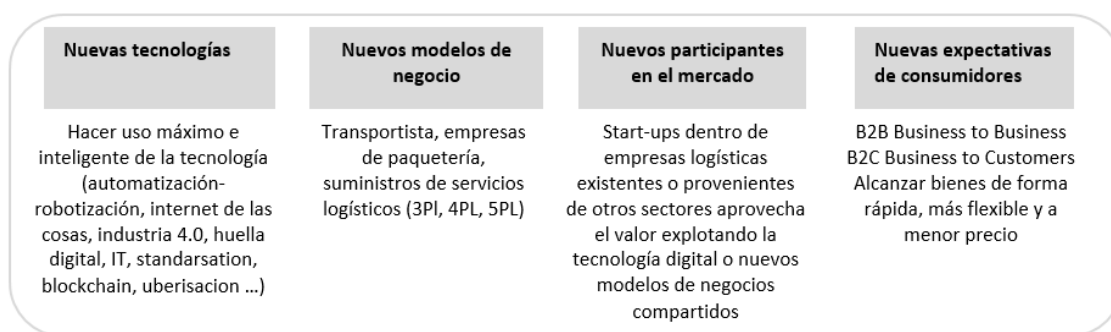 Nuevas tecnologías
Hacer uso máximo e
inteligente de la tecnología
(automatización-
robotización, internet de las
cosas, industria 4.0, huella
digital, IT, standarsation,
blockchain, uberisacion ...)
Nuevos modelos de
negocio
Transportista, empresas
de paquetería,
suministros de servicios
logísticos (3Pl, 4PL, 5PL)
Nuevos participantes
en el mercado
Start-ups dentro de
empresas logísticas
existentes o provenientes
de otros sectores aprovecha
el valor explotando la
tecnología digital o nuevos
modelos de negocios
compartidos
Nuevas expectativas
de consumidores
B2B Business to Business
B2C Business to Customers
Alcanzar bienes de forma
rápida, más flexible y a
menor precio